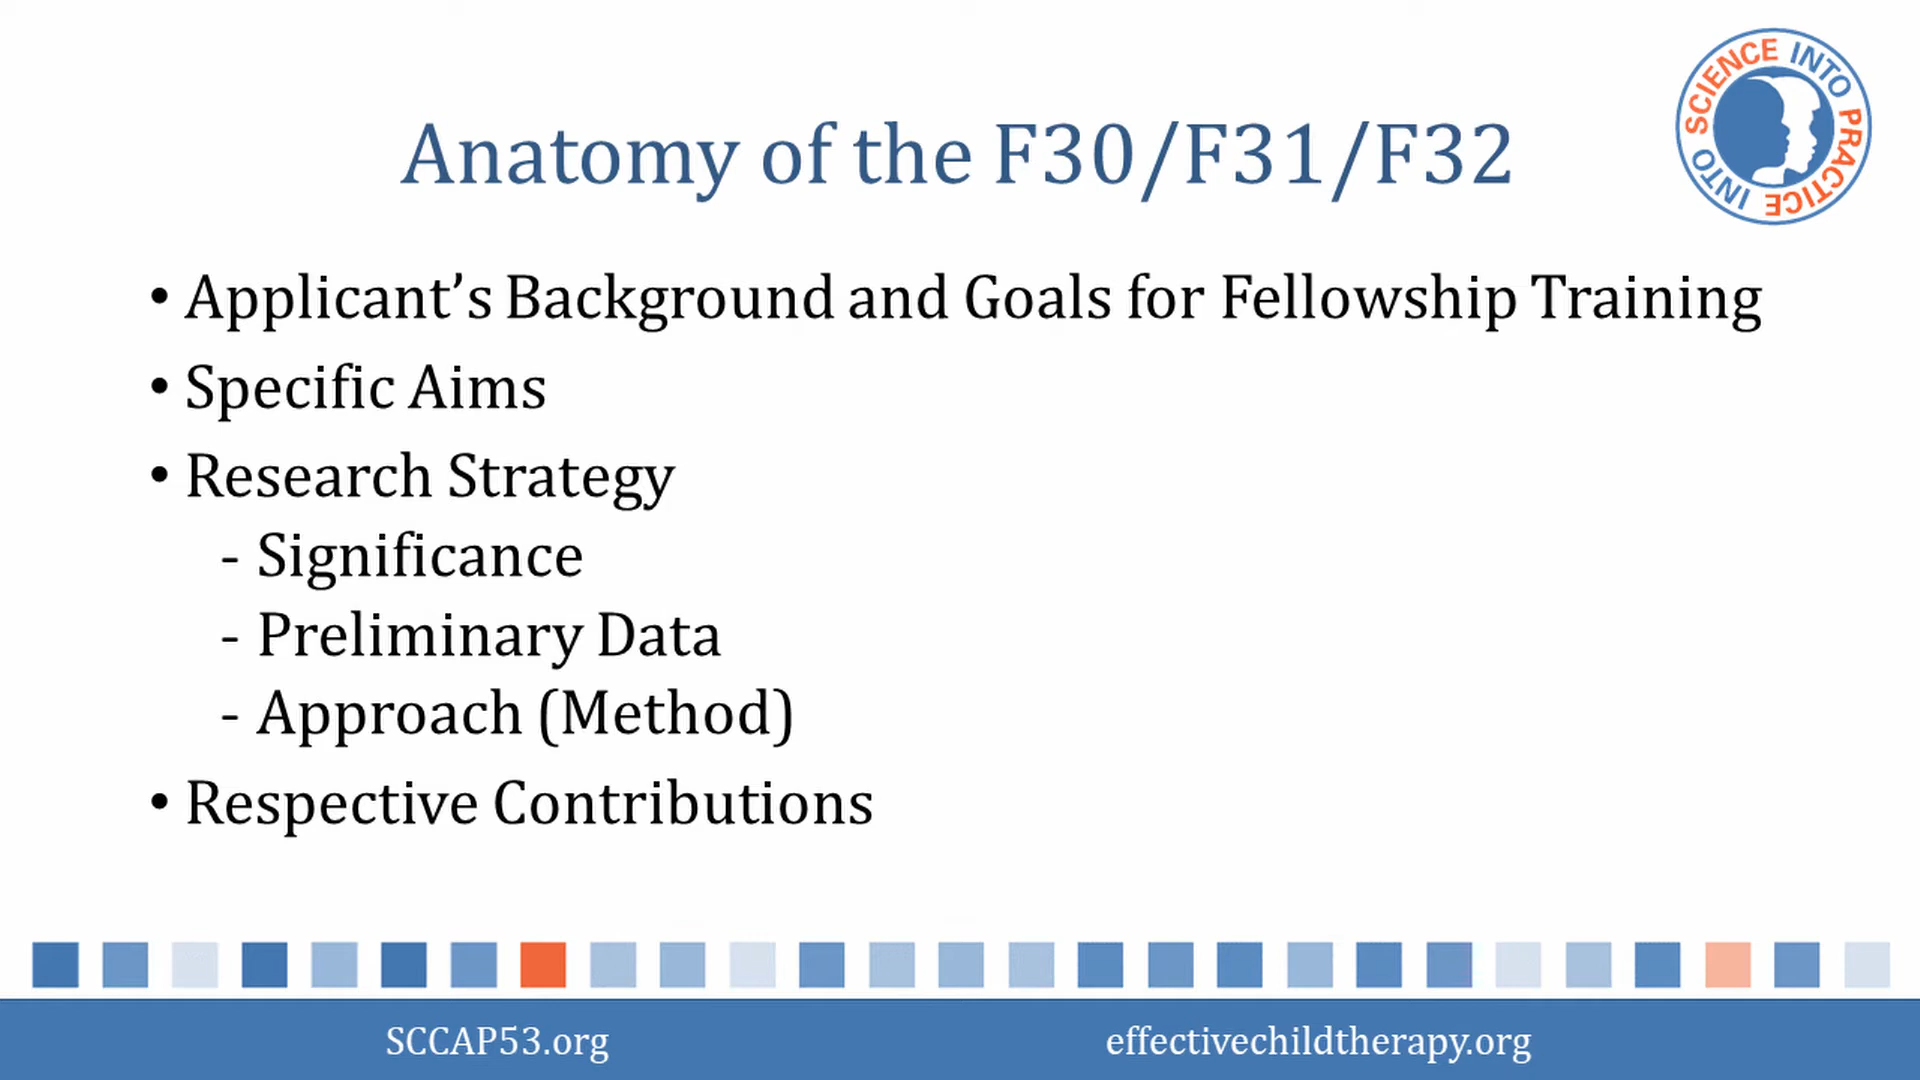 SCIENCE INTO PRACTICE INTO
Anatomy of the F30/F31/F32
• Applicant’s Background and Goals for Fellowship Training
• Specific Aims
• Research Strategy
- Significance
- Preliminary Data
- Approach (Method)
• Respective Contributions
SCCAP53.org
effectivechildtherapy.org